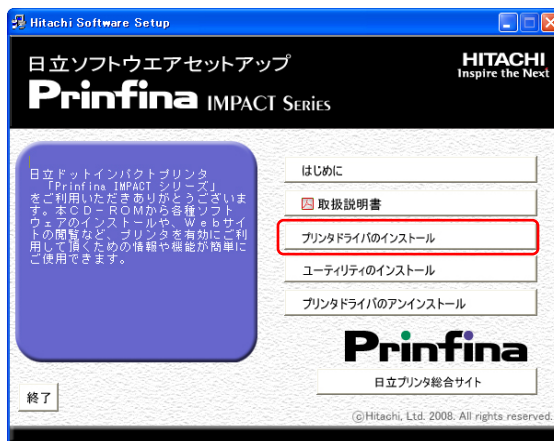 Hitachi Software Setup
日立ソフトウエアセットアップ
Prinfina IMPACT SERIES
HITACHI
Inspire the Next
日立ドットインパクトプリンタ
「Prinfina IMPACT シリーズ」
をご利用いただきありがとうございま
す。本CD-ROMから各種ソフト
ウェアのインストールや、Webサイ
トの閲覧など、プリンタを有効にご利
用して頂くための情報や機能が簡単に
ご使用できます。
はじめに
取扱説明書
プリンタドライバのインストール
ユーティリティのインストール
プリンタドライバのアンインストール
Prinfina
日立プリンタ総合サイト
終了
©Hitachi, Ltd. 2008. All rights reserved.